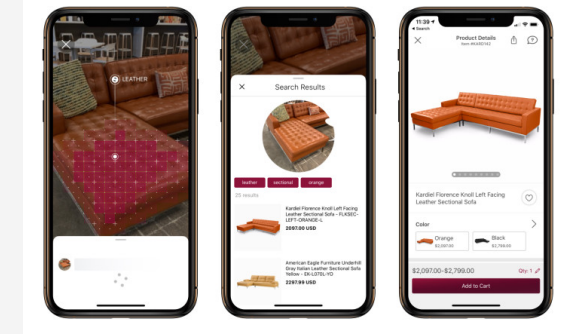 LEATHER
Search Results
leather
sectional
orange
25 results
Kardiel Florence Knoll Left Facing
Leather Sectional Sofa - FLKSEC-
LEFT-ORANGE-L
2097.00 USD
American Eagle Furniture Underhill
Gray Italian Leather Sectional Sofa
Yellow - EK-L070L-YO
2297.99 USD
11:39
Search
Product Details
Kardiel Florence Knoll Left Facing
Leather Sectional Sofa
Color
Orange
$2,097.00
Black
$2,799.00
$2,097.00-$2,799.00
Qty: 1
Add to Cart